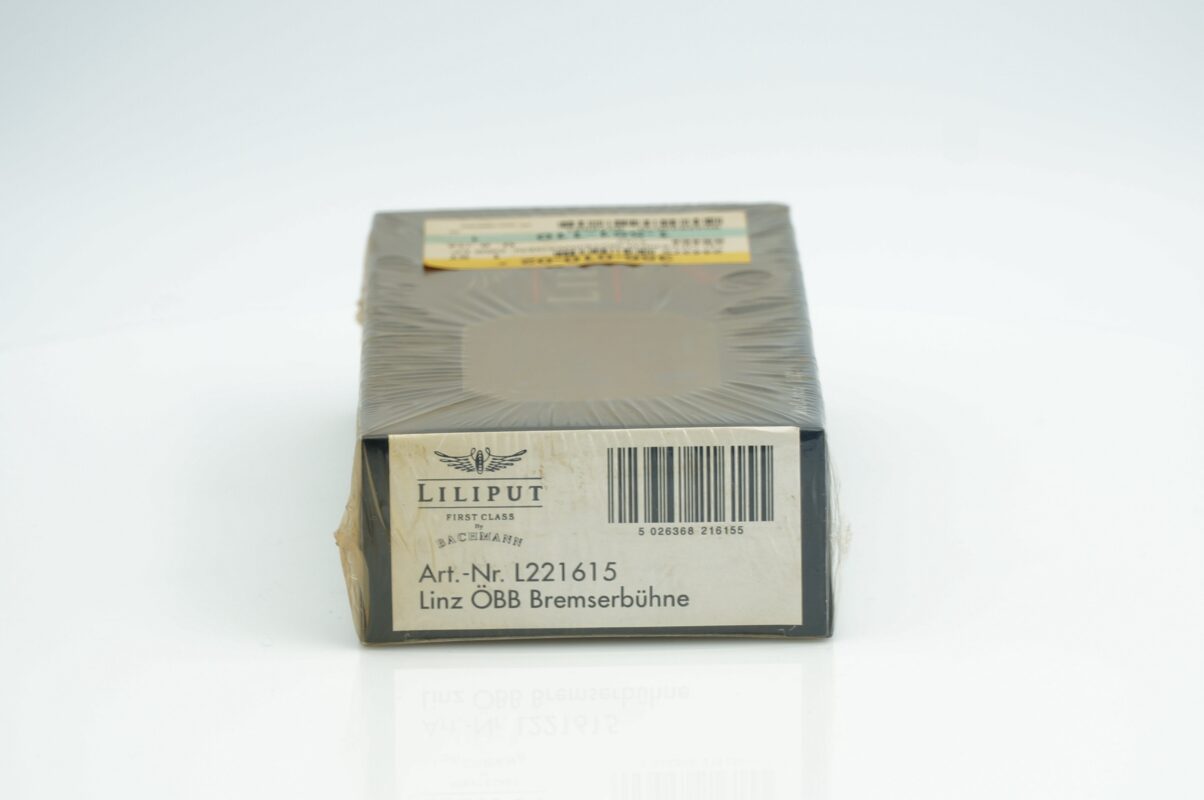 LILIPUT
FIRST CLASS
By
BACHMANN
5 026368 216155
Art.-Nr. L221615
Linz ÖBB Bremserbühne